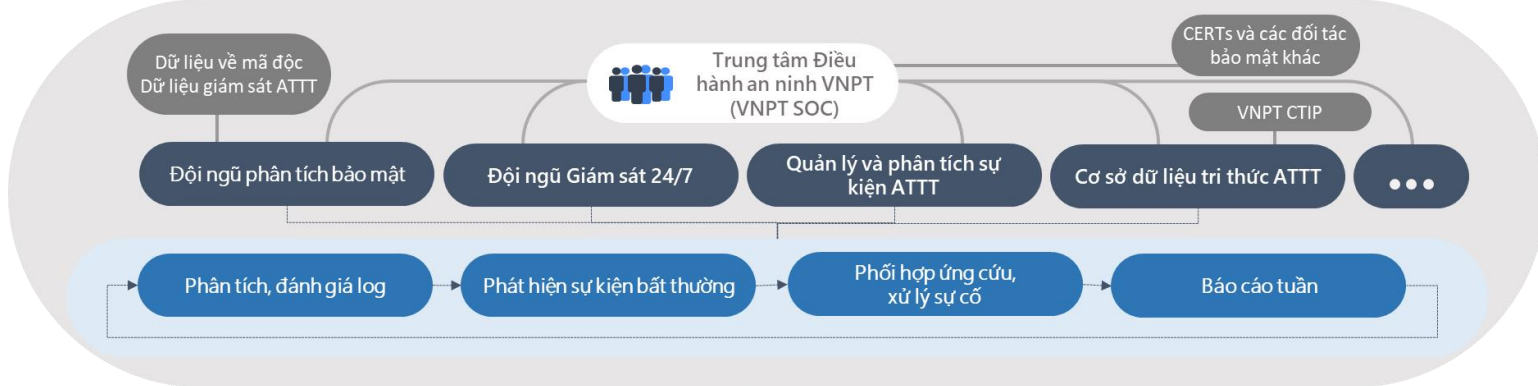 Dữ liệu về mã độc
Dữ liệu giám sát ATTT
Trung tâm Điều
hành an ninh VNPT
(VNPT SOC)
CERTs và các đối tác
bảo mật khác
VNPT CTIP
Đội ngũ phân tích bảo mật
Đội ngũ Giám sát 24/7
Quản lý và phân tích sự
kiện ATTT
Cơ sở dữ liệu tri thức ATTT
•••
Phân tích, đánh giá log
Phát hiện sự kiện bất thường
Phối hợp ứng cứu,
xử lý sự cố
Báo cáo tuần